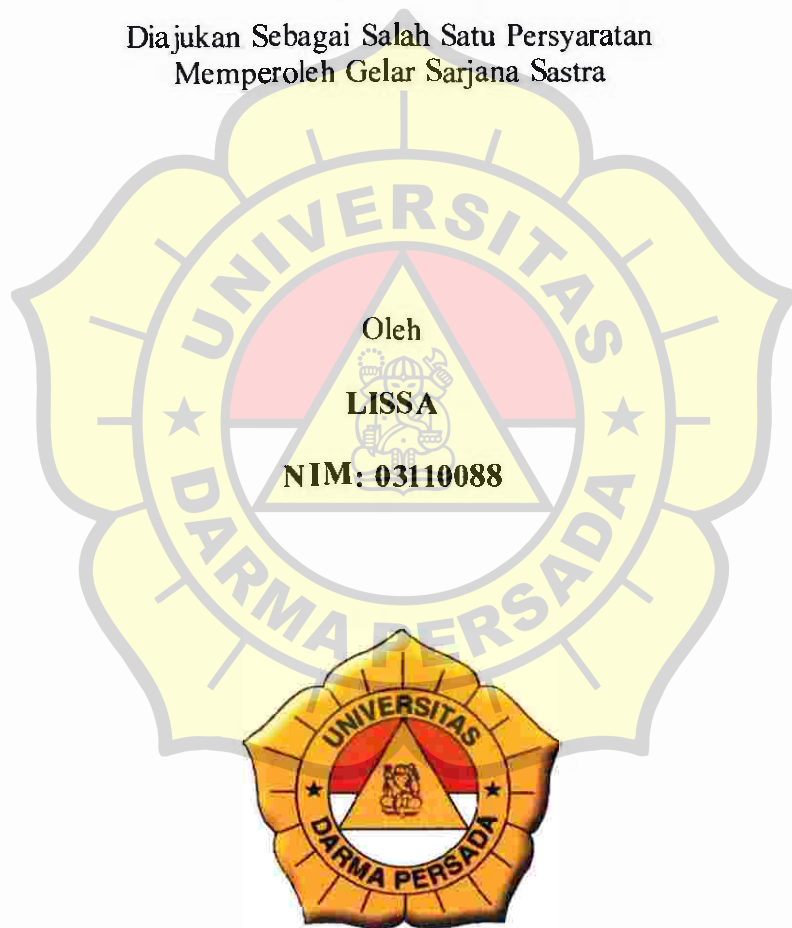 Diajukan Sebagai Salah Satu Persyaratan
Memperoleh Gelar Sarjana Sastra
UNIVERSITAS
Oleh
LISSA
NIM: 03110088
DARMA PERSADA
UNIVERSITAS
DARMA PERSADA